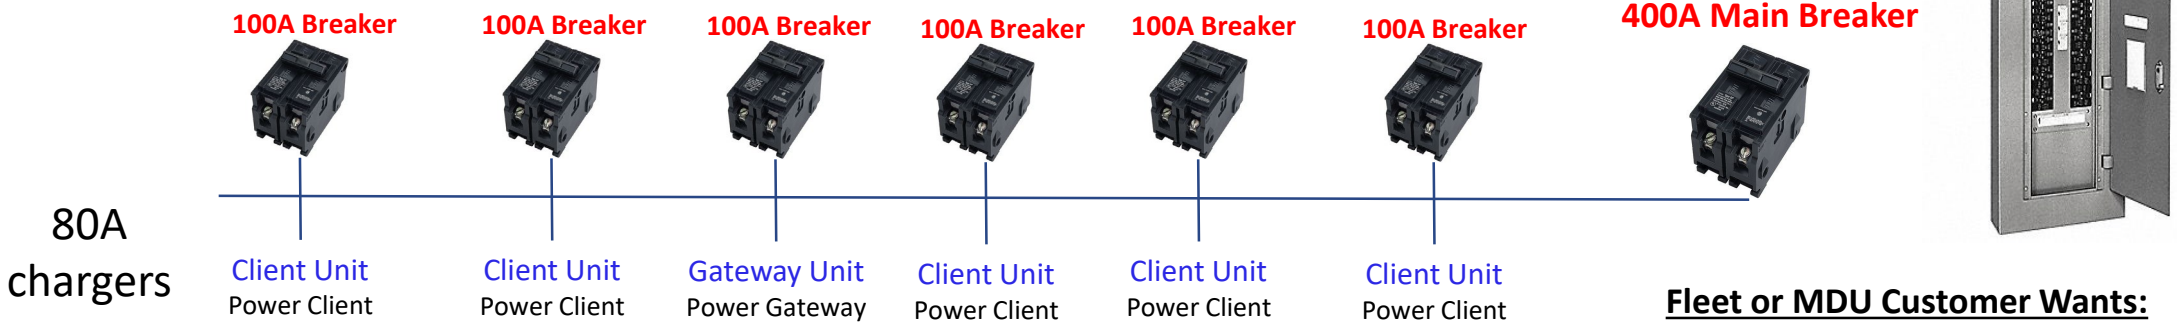 100A Breaker
100A Breaker
100A Breaker
100A Breaker
100A Breaker
100A Breaker
400A Main Breaker
80A
chargers
Client Unit
Power Client
Client Unit
Power Client
Gateway Unit
Power Gateway
Client Unit
Power Client
Client Unit
Power Client
Client Unit
Power Client
Fleet or MDU Customer Wants: